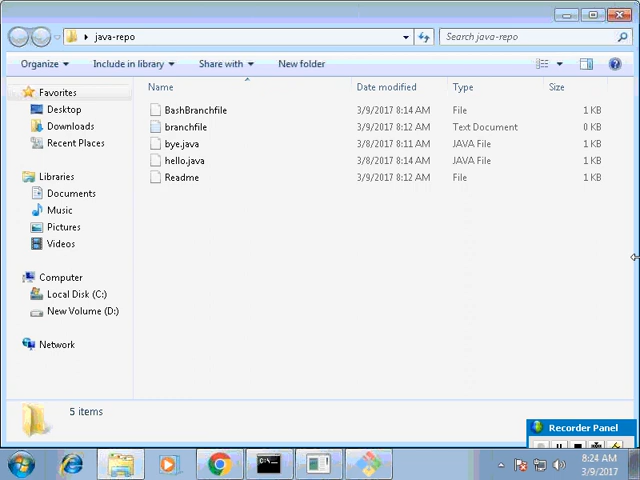 java-repo
Search java-repo
Organize Include in library Share with New folder
Name Date modified Type Size
Favorites
Desktop
Downloads
Recent Places
Libraries
Documents
Music
Pictures
Videos
Computer
Local Disk (C:)
New Volume (D:)
Network
BashBranchfile 3/9/2017 8:14 AM File 1 KB
branchfile 3/9/2017 8:12 AM Text Document 0 KB
bye.java 3/8/2017 8:11 AM JAVA File 1 KB
hello.java 3/8/2017 8:14 AM JAVA File 1 KB
Readme 3/9/2017 8:12 AM File 1 KB
5 items
Recorder Panel
8:24 AM
3/9/2017